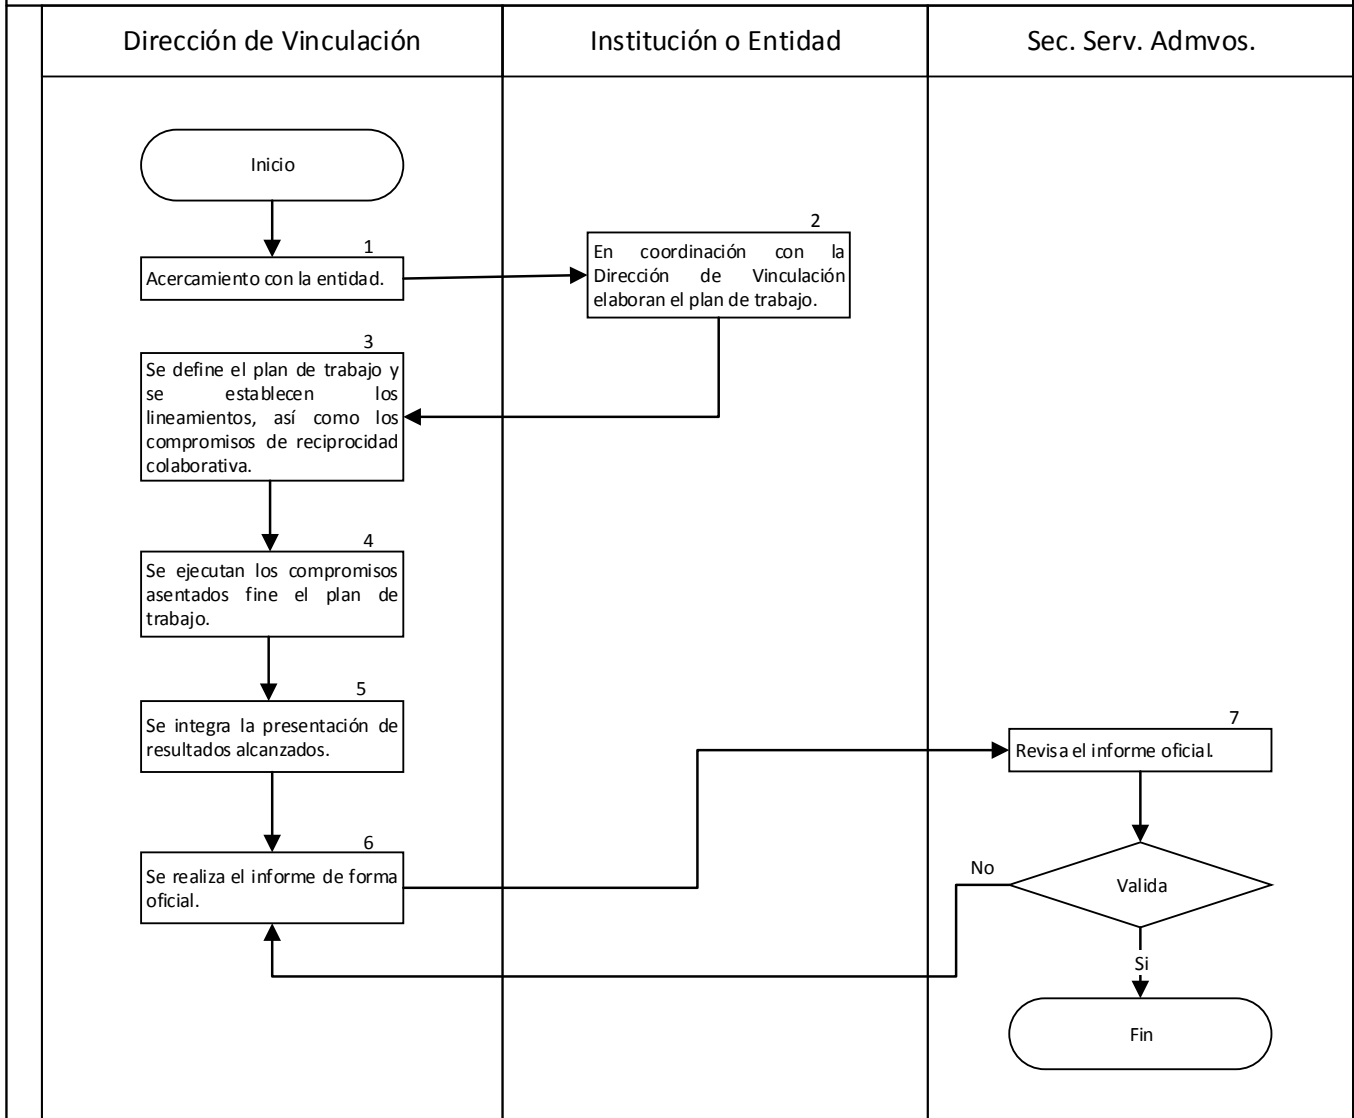 Dirección de Vinculación
Institución o Entidad
Sec. Serv. Admvos.
Inicio
1
Acercamiento con la entidad.
2
En coordinación con la
Dirección de Vinculación
elaboran el plan de trabajo.
3
Se define el plan de trabajo y
se establecen los
lineamientos, así como los
compromisos de reciprocidad
colaborativa.
4
Se ejecutan los compromisos
asentados fine el plan de
trabajo.
5
Se integra la presentación de
resultados alcanzados.
6
Se realiza el informe de forma
oficial.
7
Revisa el informe oficial.
Valida
No
Si
Fin